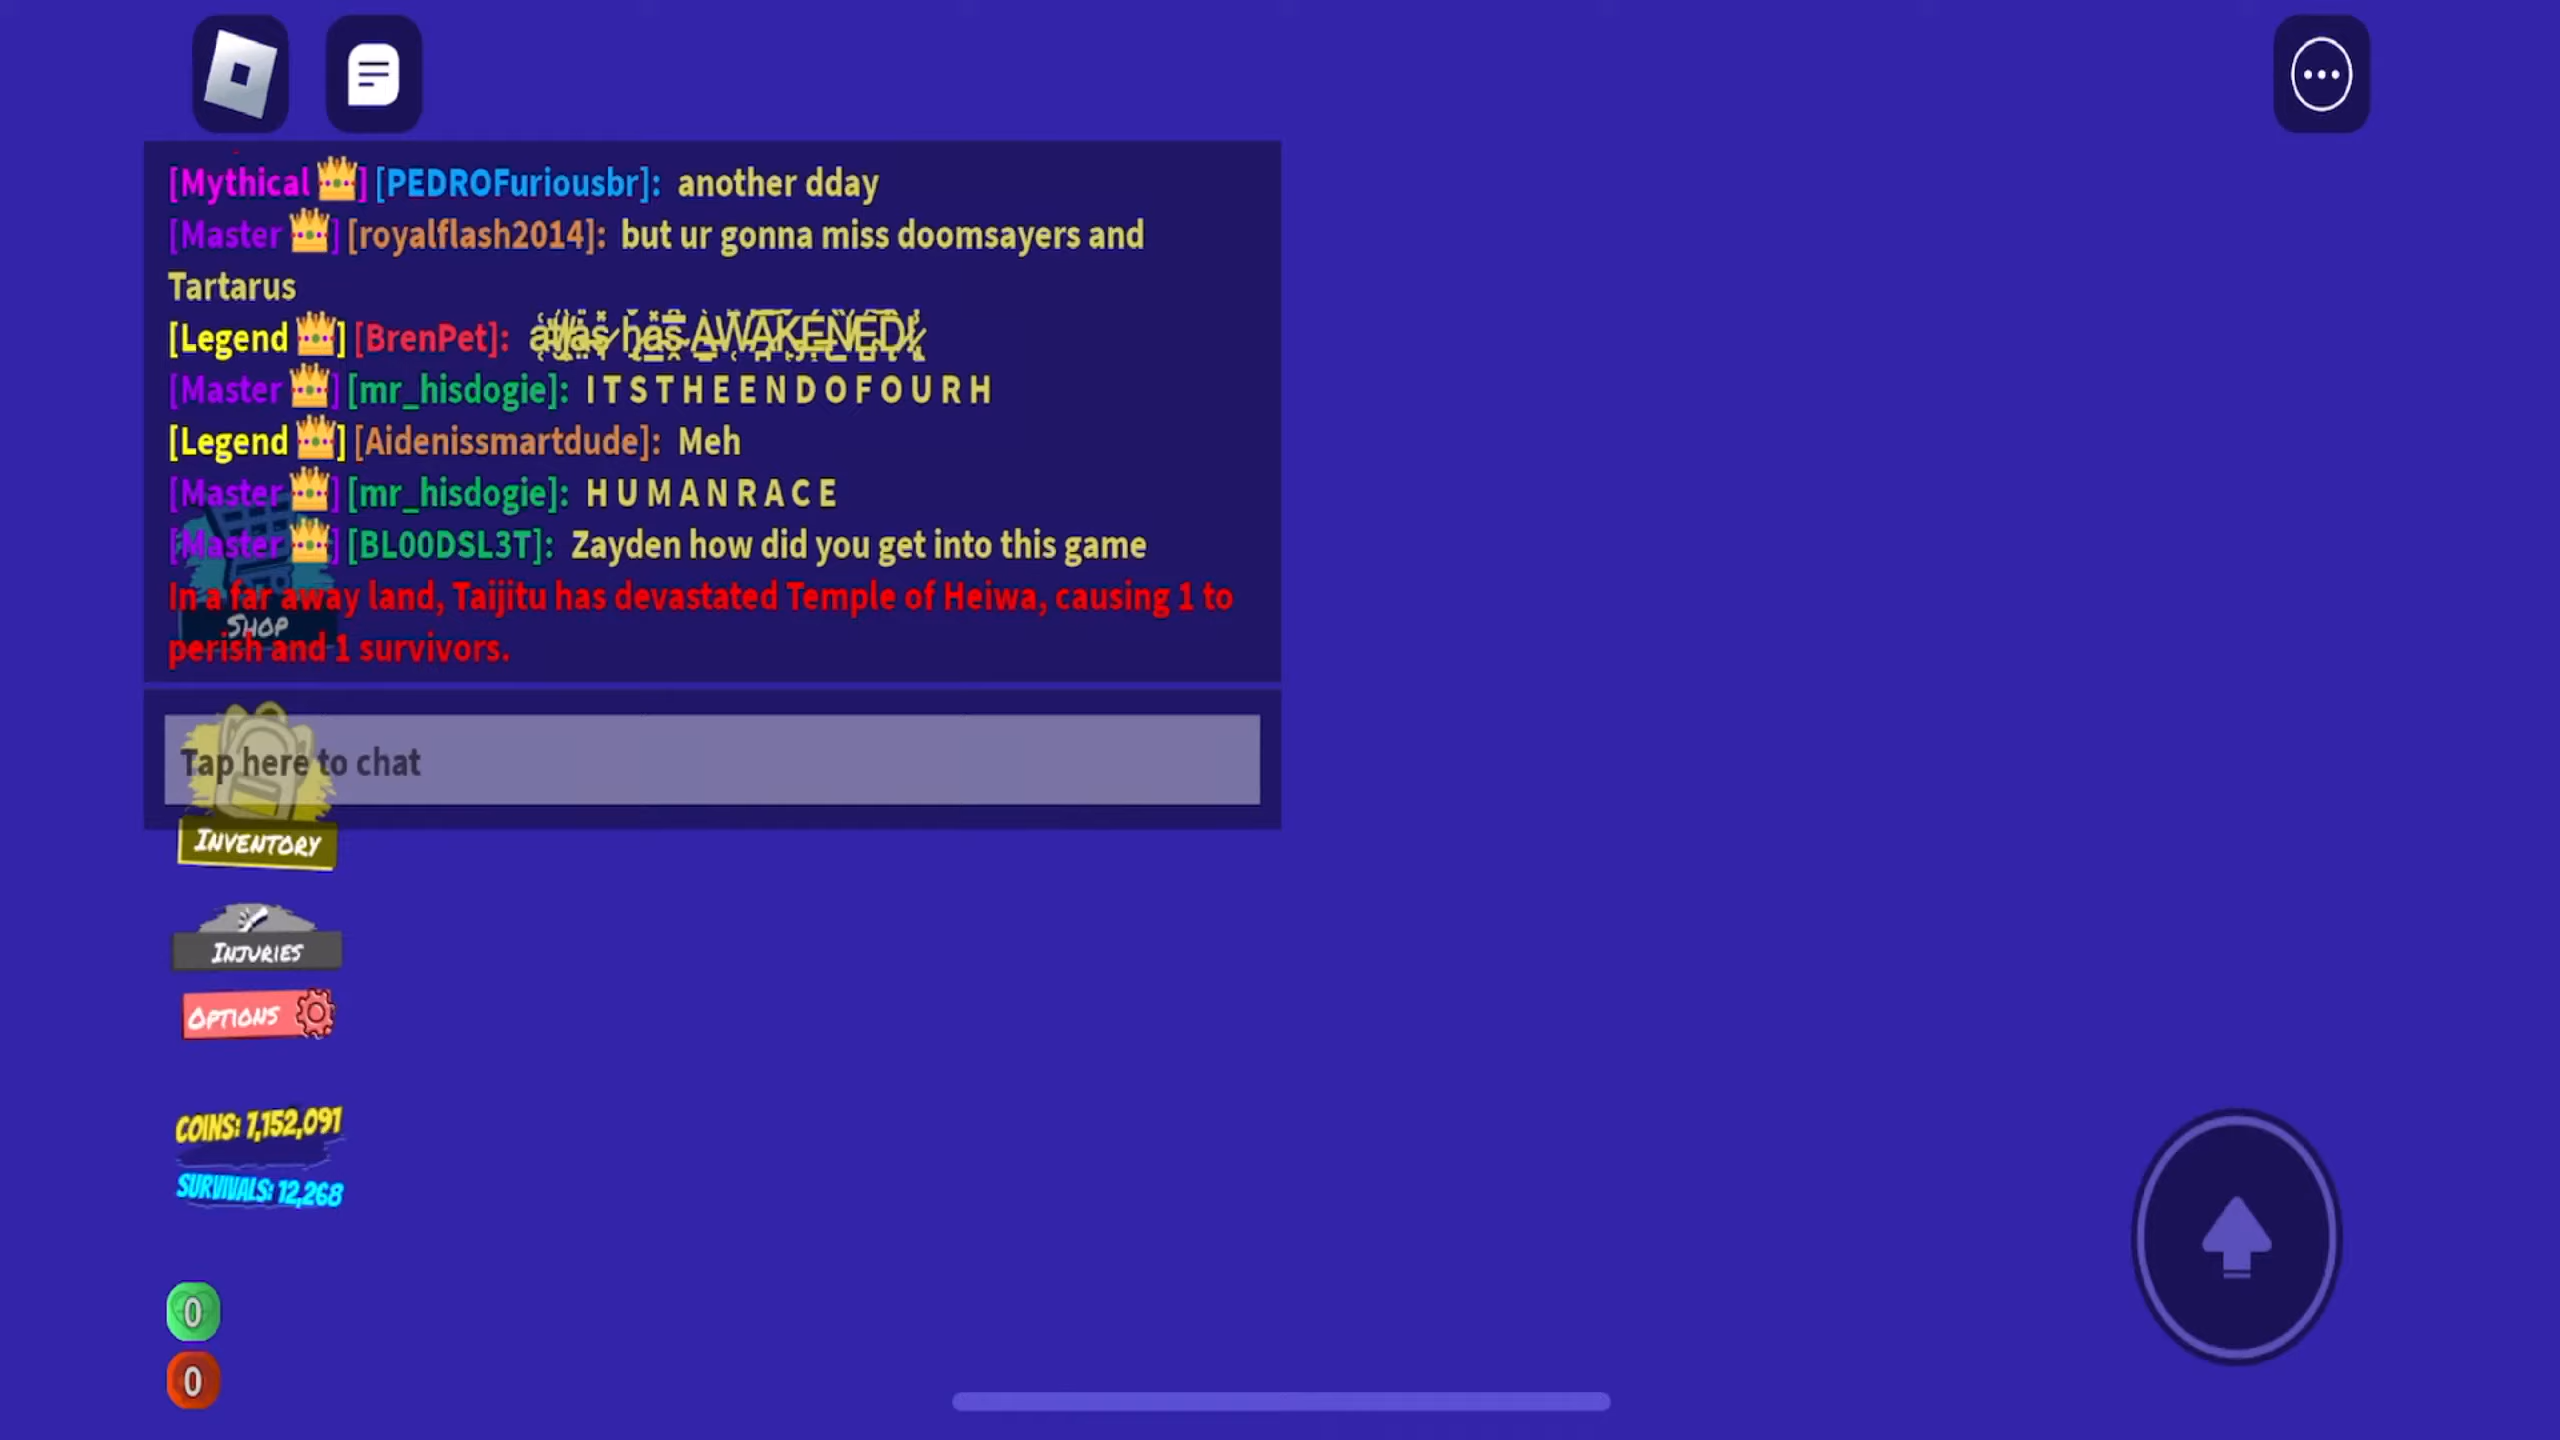 [Mythical 👑] [PEDROFuriousbr]: another dday
[Master 👑] [royalflash2014]: but ur gonna miss doomsayers and
Tartarus
[Legend 👑] [BrenPet]: atlas has AWAKENED!
[Master 👑] [mr_hisdogie]: I T S T H E E N D O F O U R H
[Legend 👑] [Aidenissmartdude]: Meh
[Master 👑] [mr_hisdogie]: H U M A N R A C E
[Master 👑] [BL00DSL3T]: Zayden how did you get into this game
In a far away land, Taijitu has devastated Temple of Heiwa, causing 1 to
perish and 1 survivors.
SHOP
Tap here to chat
INVENTORY
INJURIES
OPTIONS
COINS: 7,152,091
SURVIVALS: 12,268
0
0